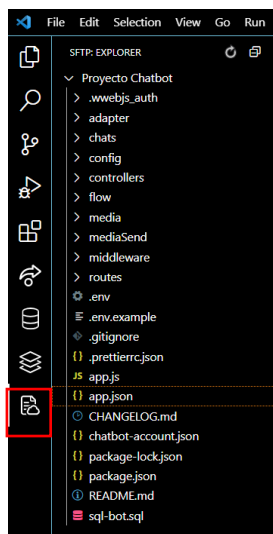 File Edit Selection View Go Run
SFTP: EXPLORER
Proyecto Chatbot
.wwebjs_auth
adapter
chats
config
controllers
flow
media
mediaSend
middleware
routes
.env
.env.example
.gitignore
{} .prettierrc.json
JS app.js
{} app.json
CHANGELOG.md
{} chatbot-account.json
{} package-lock.json
{} package.json
README.md
sql-bot.sql